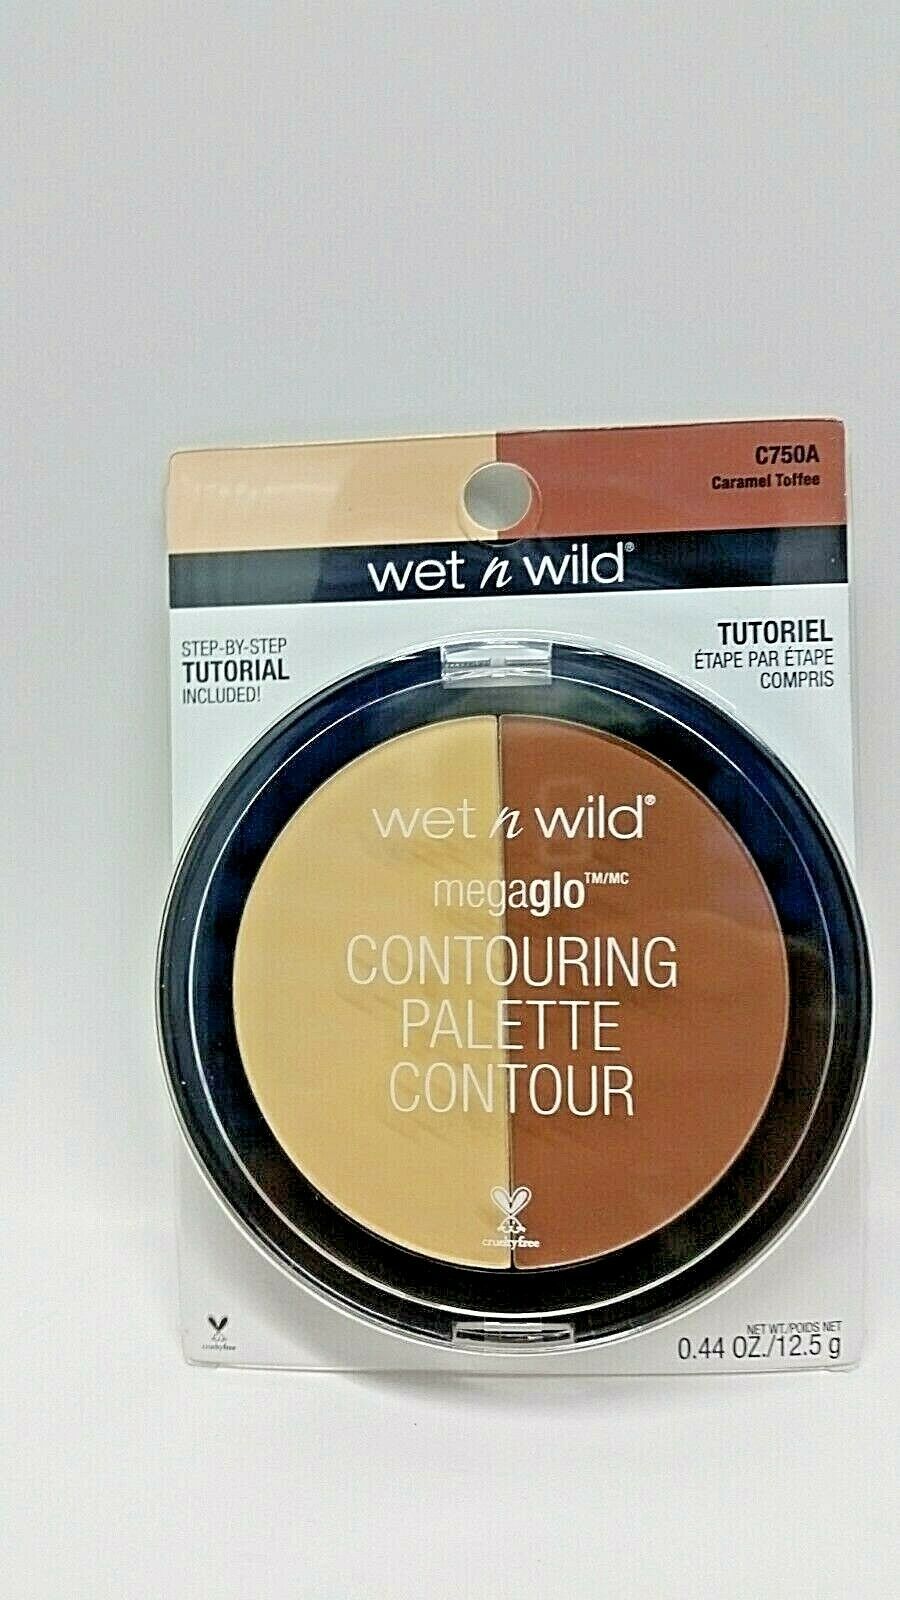 C750A
Caramel Toffee
wet n wild®
STEP-BY-STEP
TUTORIAL
INCLUDED!
TUTORIEL
ÉTAPE PAR ÉTAPE
COMPRIS
wet n wild®
megaglo™/MC
CONTOURING
PALETTE
CONTOUR
crueltyfree
crueltyfree
NET WT./POIDS NET
0.44 OZ./12.5 g